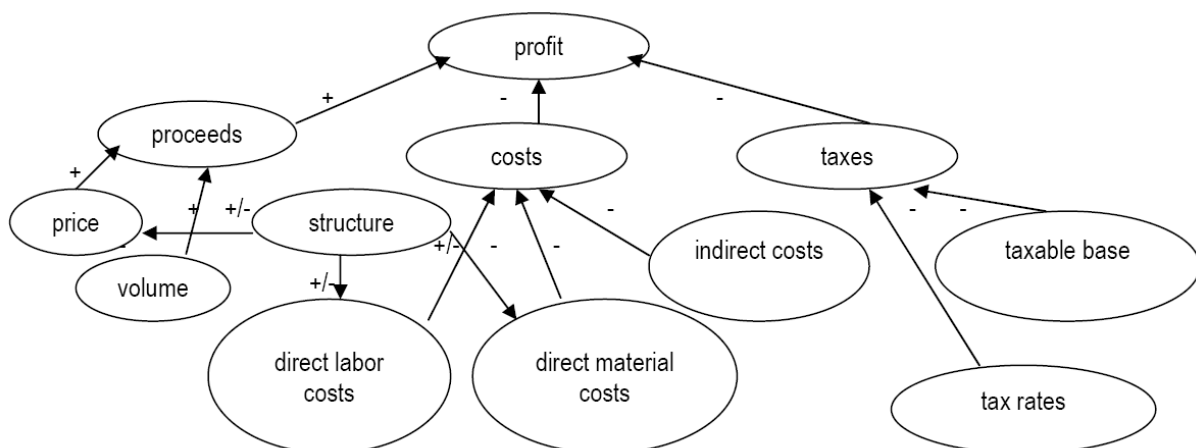 profit
+
-
-
proceeds
costs
taxes
+
+
+/-
price
structure
-
volume
+/-
+/-
-
-
-
indirect costs
-
-
taxable base
direct labor
costs
direct material
costs
tax rates